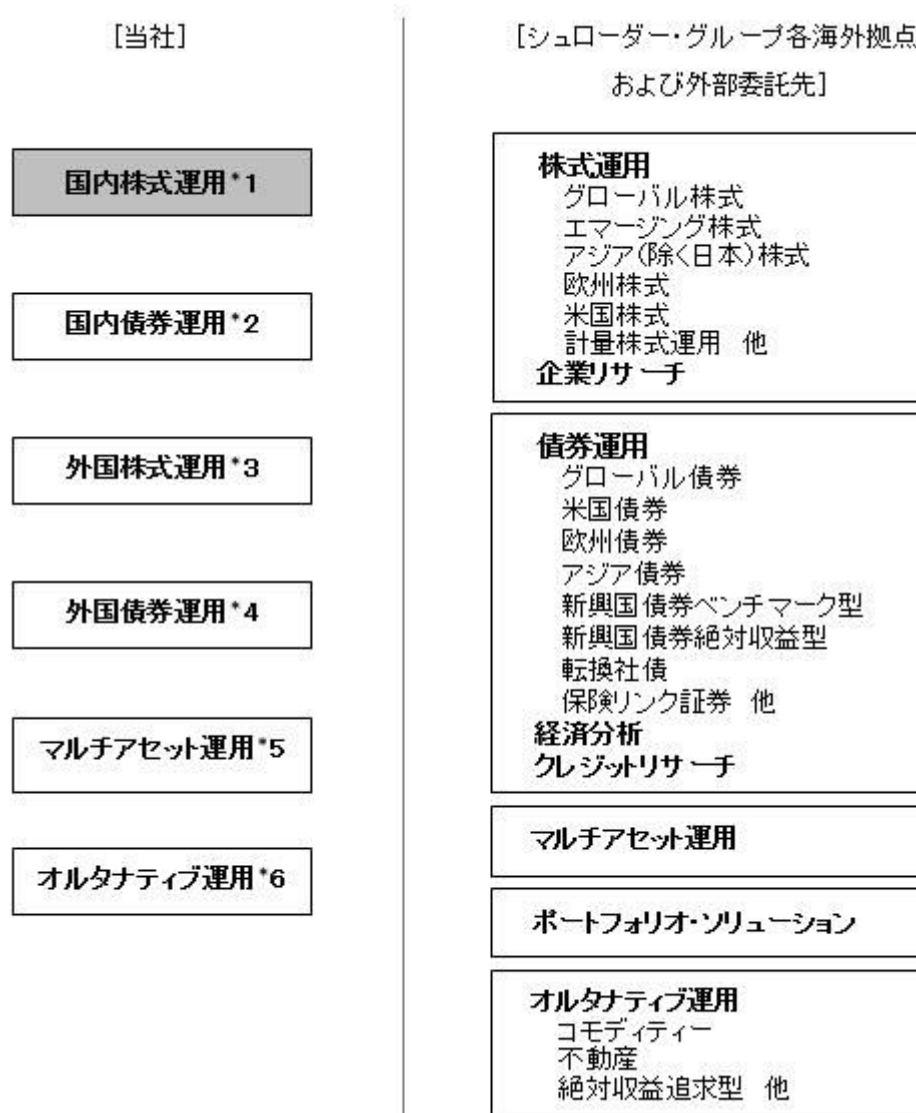 [当社]
国内株式運用*1
国内債券運用*2
外国株式運用*3
外国債券運用*4
マルチアセット運用*5
オルタナティブ運用*6
[シュローダー・グループ各海外拠点
および外部委託先]
株式運用
グローバル株式
エマージング株式
アジア(除く日本)株式
欧州株式
米国株式
計量株式運用 他
企業リサーチ
債券運用
グローバル債券
米国債券
欧州債券
アジア債券
新興国債券ベンチマーク型
新興国債券絶対収益型
転換社債
保険リンク証券 他
経済分析
クレジットリサーチ
マルチアセット運用
ポートフォリオ・ソリューション
オルタナティブ運用
コモディティー
不動産
絶対収益追求型 他